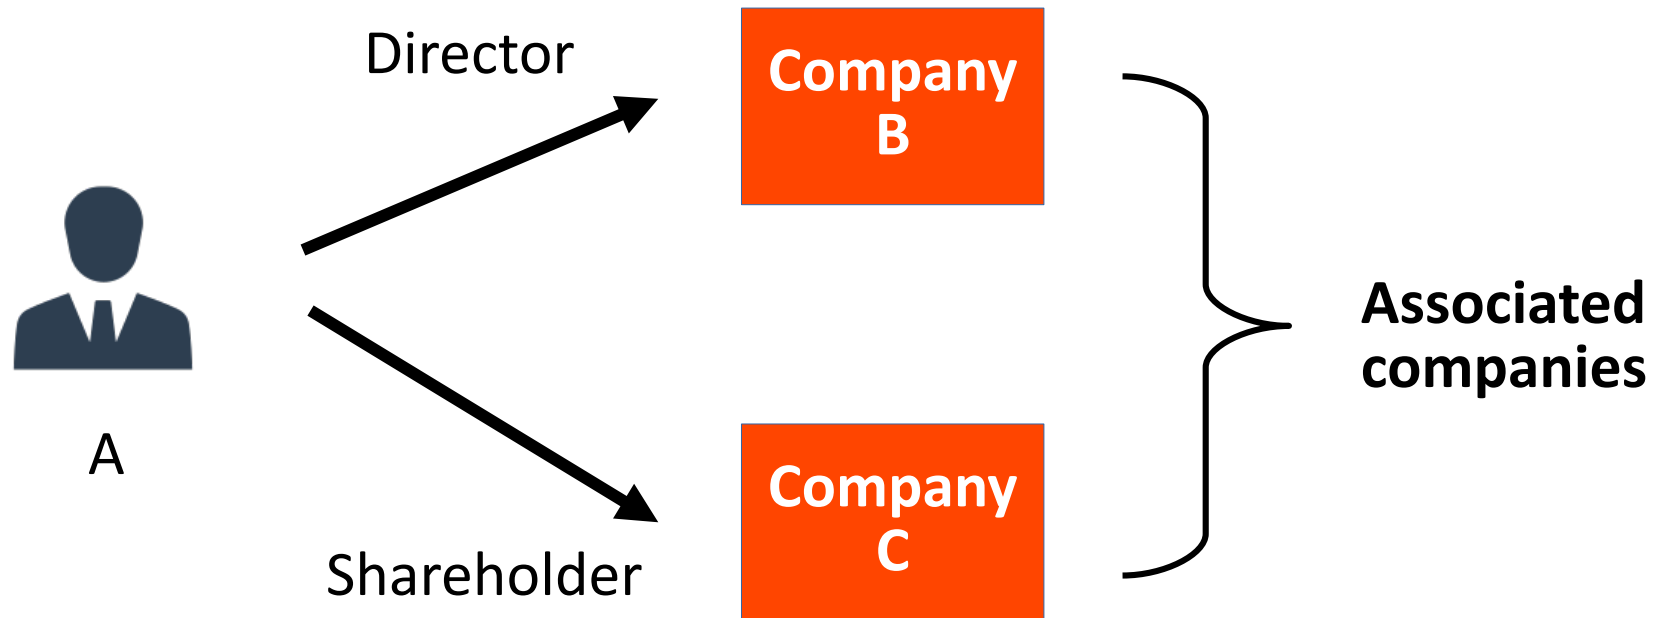 Director
Company
B
A
Associated
companies
Company
C
Shareholder